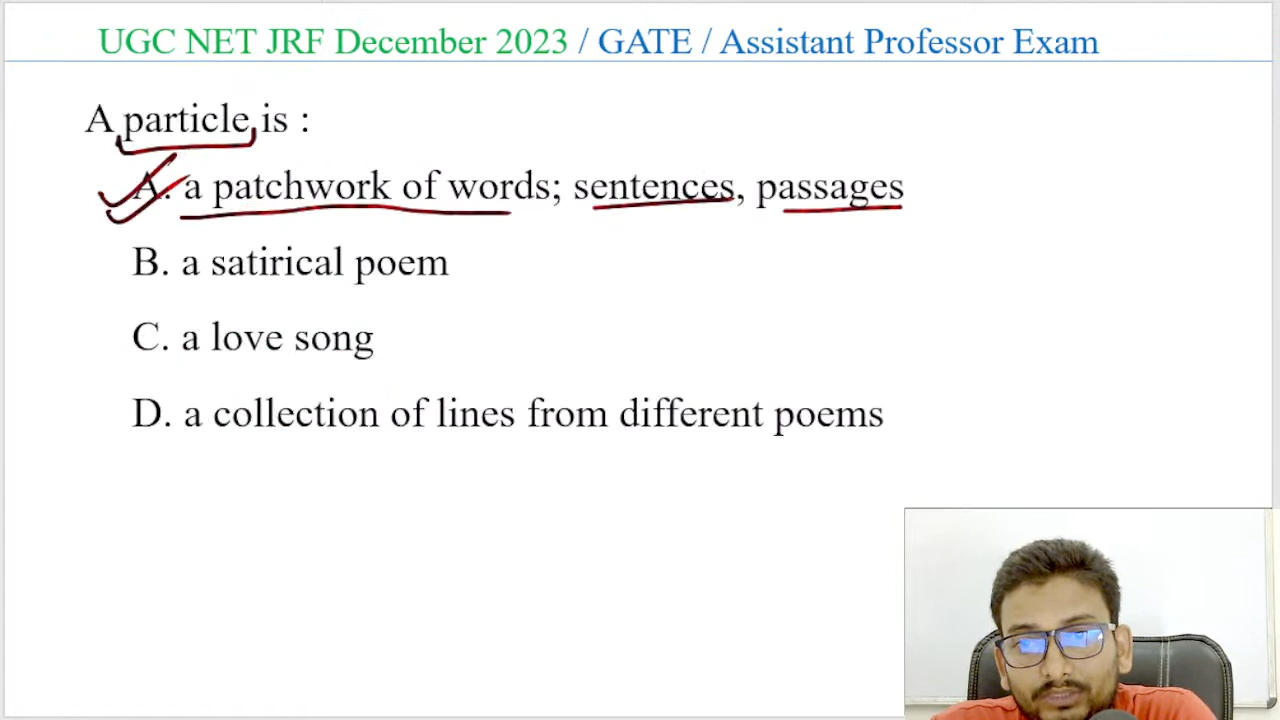 UGC NET JRF December 2023 / GATE / Assistant Professor Exam
A particle is :
A. a patchwork of words; sentences, passages
B. a satirical poem
C. a love song
D. a collection of lines from different poems